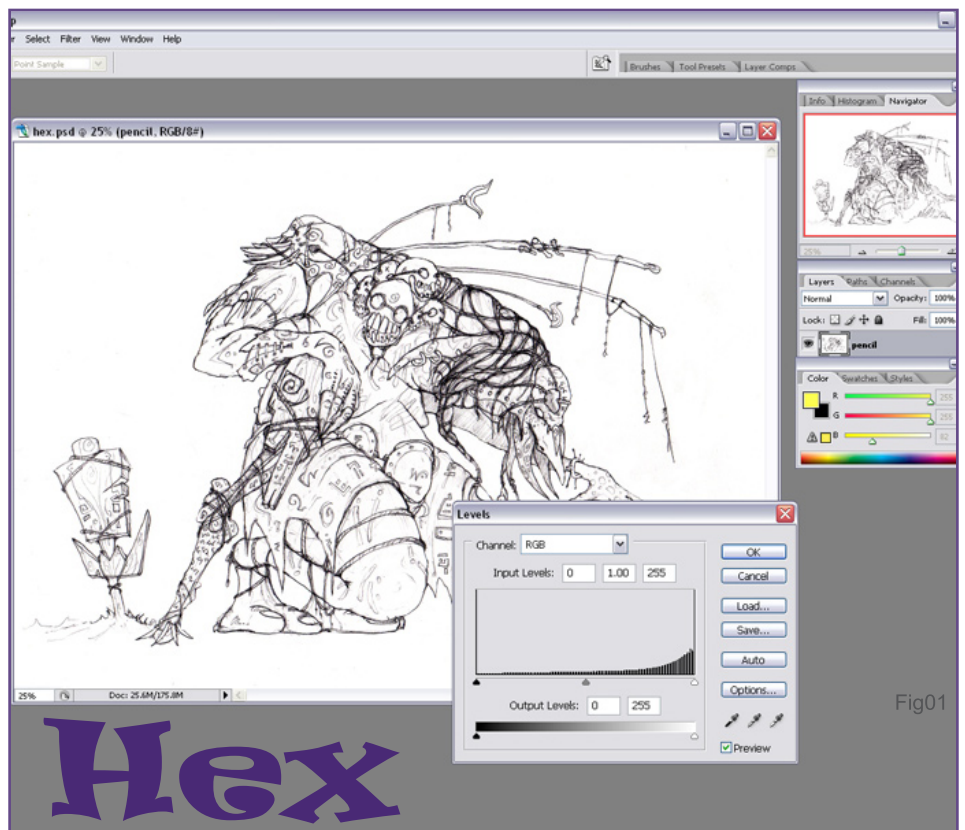 p
r Select Filter View Window Help
Point Sample
Brushes Tool Presets Layer Comps
Info Histogram Navigator
hex.psd @ 25% (pencil, RGB/8#)
25%
Layers Paths Channels
Normal Opacity: 100%
Lock: Fill: 100%
pencil
Color Swatches Styles
R 255
G 255
B 82
Levels
Channel: RGB
OK
Input Levels: 0 1.00 255
Cancel
Load...
Save...
Auto
Options...
Output Levels: 0 255
Preview
25% Doc: 25.6M/175.8M
Fig01
Hex